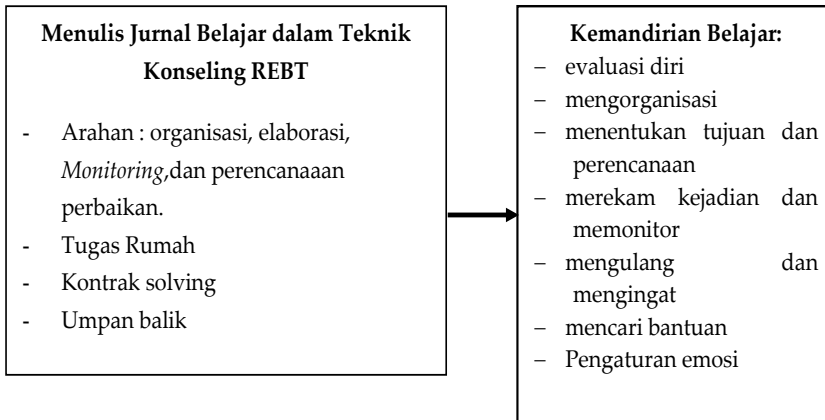 Menulis Jurnal Belajar dalam Teknik
Konseling REBT
- Arahan : organisasi, elaborasi,
Monitoring,dan perencanaaan
perbaikan.
- Tugas Rumah
- Kontrak solving
- Umpan balik
Kemandirian Belajar:
– evaluasi diri
– mengorganisasi
– menentukan tujuan dan
perencanaan
– merekam kejadian dan
memonitor
– mengulang dan
mengingat
– mencari bantuan
– Pengaturan emosi